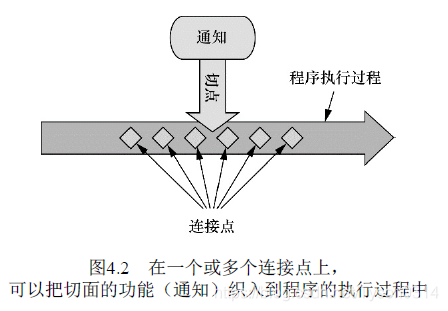 通知
切点
程序执行过程
连接点
图4.2 在一个或多个连接点上，
可以把切面的功能（通知）织入到程序的执行过程中